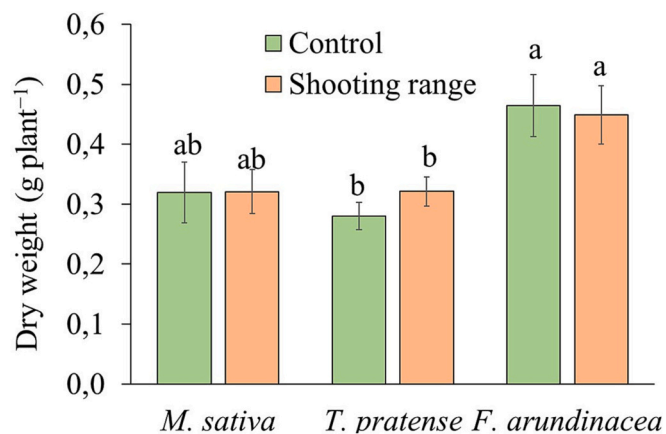 0,6
0,5
0,4
0,3
0,2
0,1
0,0
Dry weight (g plant⁻¹)
Control
Shooting range
ab ab b b a a
M. sativa T. pratense F. arundinacea